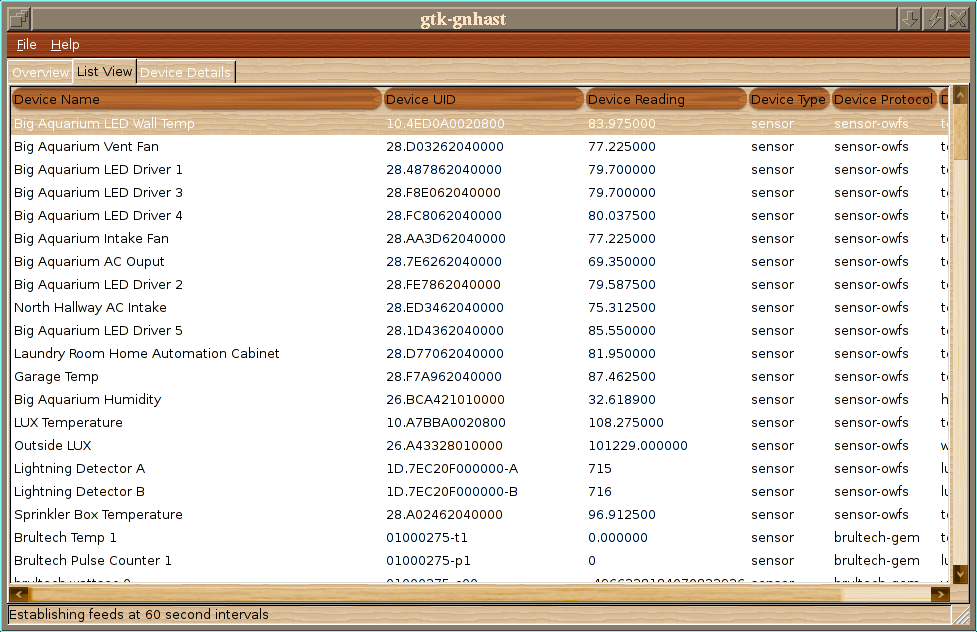 gtk-gnhast
File Help
Overview List View Device Details
Device Name Device UID Device Reading Device Type Device Protocol
Big Aquarium LED Wall Temp 10.4ED0A0020800 83.975000 sensor sensor-owfs
Big Aquarium Vent Fan 28.D03262040000 77.225000 sensor sensor-owfs
Big Aquarium LED Driver 1 28.487862040000 79.700000 sensor sensor-owfs
Big Aquarium LED Driver 3 28.F8E062040000 79.700000 sensor sensor-owfs
Big Aquarium LED Driver 4 28.FC8062040000 80.037500 sensor sensor-owfs
Big Aquarium Intake Fan 28.AA3D62040000 77.225000 sensor sensor-owfs
Big Aquarium AC Ouput 28.7E6262040000 69.350000 sensor sensor-owfs
Big Aquarium LED Driver 2 28.FE7862040000 79.587500 sensor sensor-owfs
North Hallway AC Intake 28.ED3462040000 75.312500 sensor sensor-owfs
Big Aquarium LED Driver 5 28.1D4362040000 85.550000 sensor sensor-owfs
Laundry Room Home Automation Cabinet 28.D77062040000 81.950000 sensor sensor-owfs
Garage Temp 28.F7A962040000 87.462500 sensor sensor-owfs
Big Aquarium Humidity 26.BCA421010000 32.618900 sensor sensor-owfs
LUX Temperature 10.A7BBA0020800 108.275000 sensor sensor-owfs
Outside LUX 26.A43328010000 101229.000000 sensor sensor-owfs
Lightning Detector A 1D.7EC20F000000-A 715 sensor sensor-owfs
Lightning Detector B 1D.7EC20F000000-B 716 sensor sensor-owfs
Sprinkler Box Temperature 28.A02462040000 96.912500 sensor sensor-owfs
Brultech Temp 1 01000275-t1 0.000000 sensor brultech-gem
Brultech Pulse Counter 1 01000275-p1 0 sensor brultech-gem
Establishing feeds at 60 second intervals